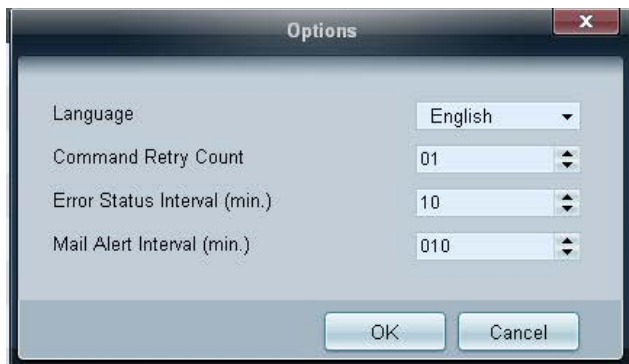 Options
Language English
Command Retry Count 01
Error Status Interval (min.) 10
Mail Alert Interval (min.) 010
OK Cancel